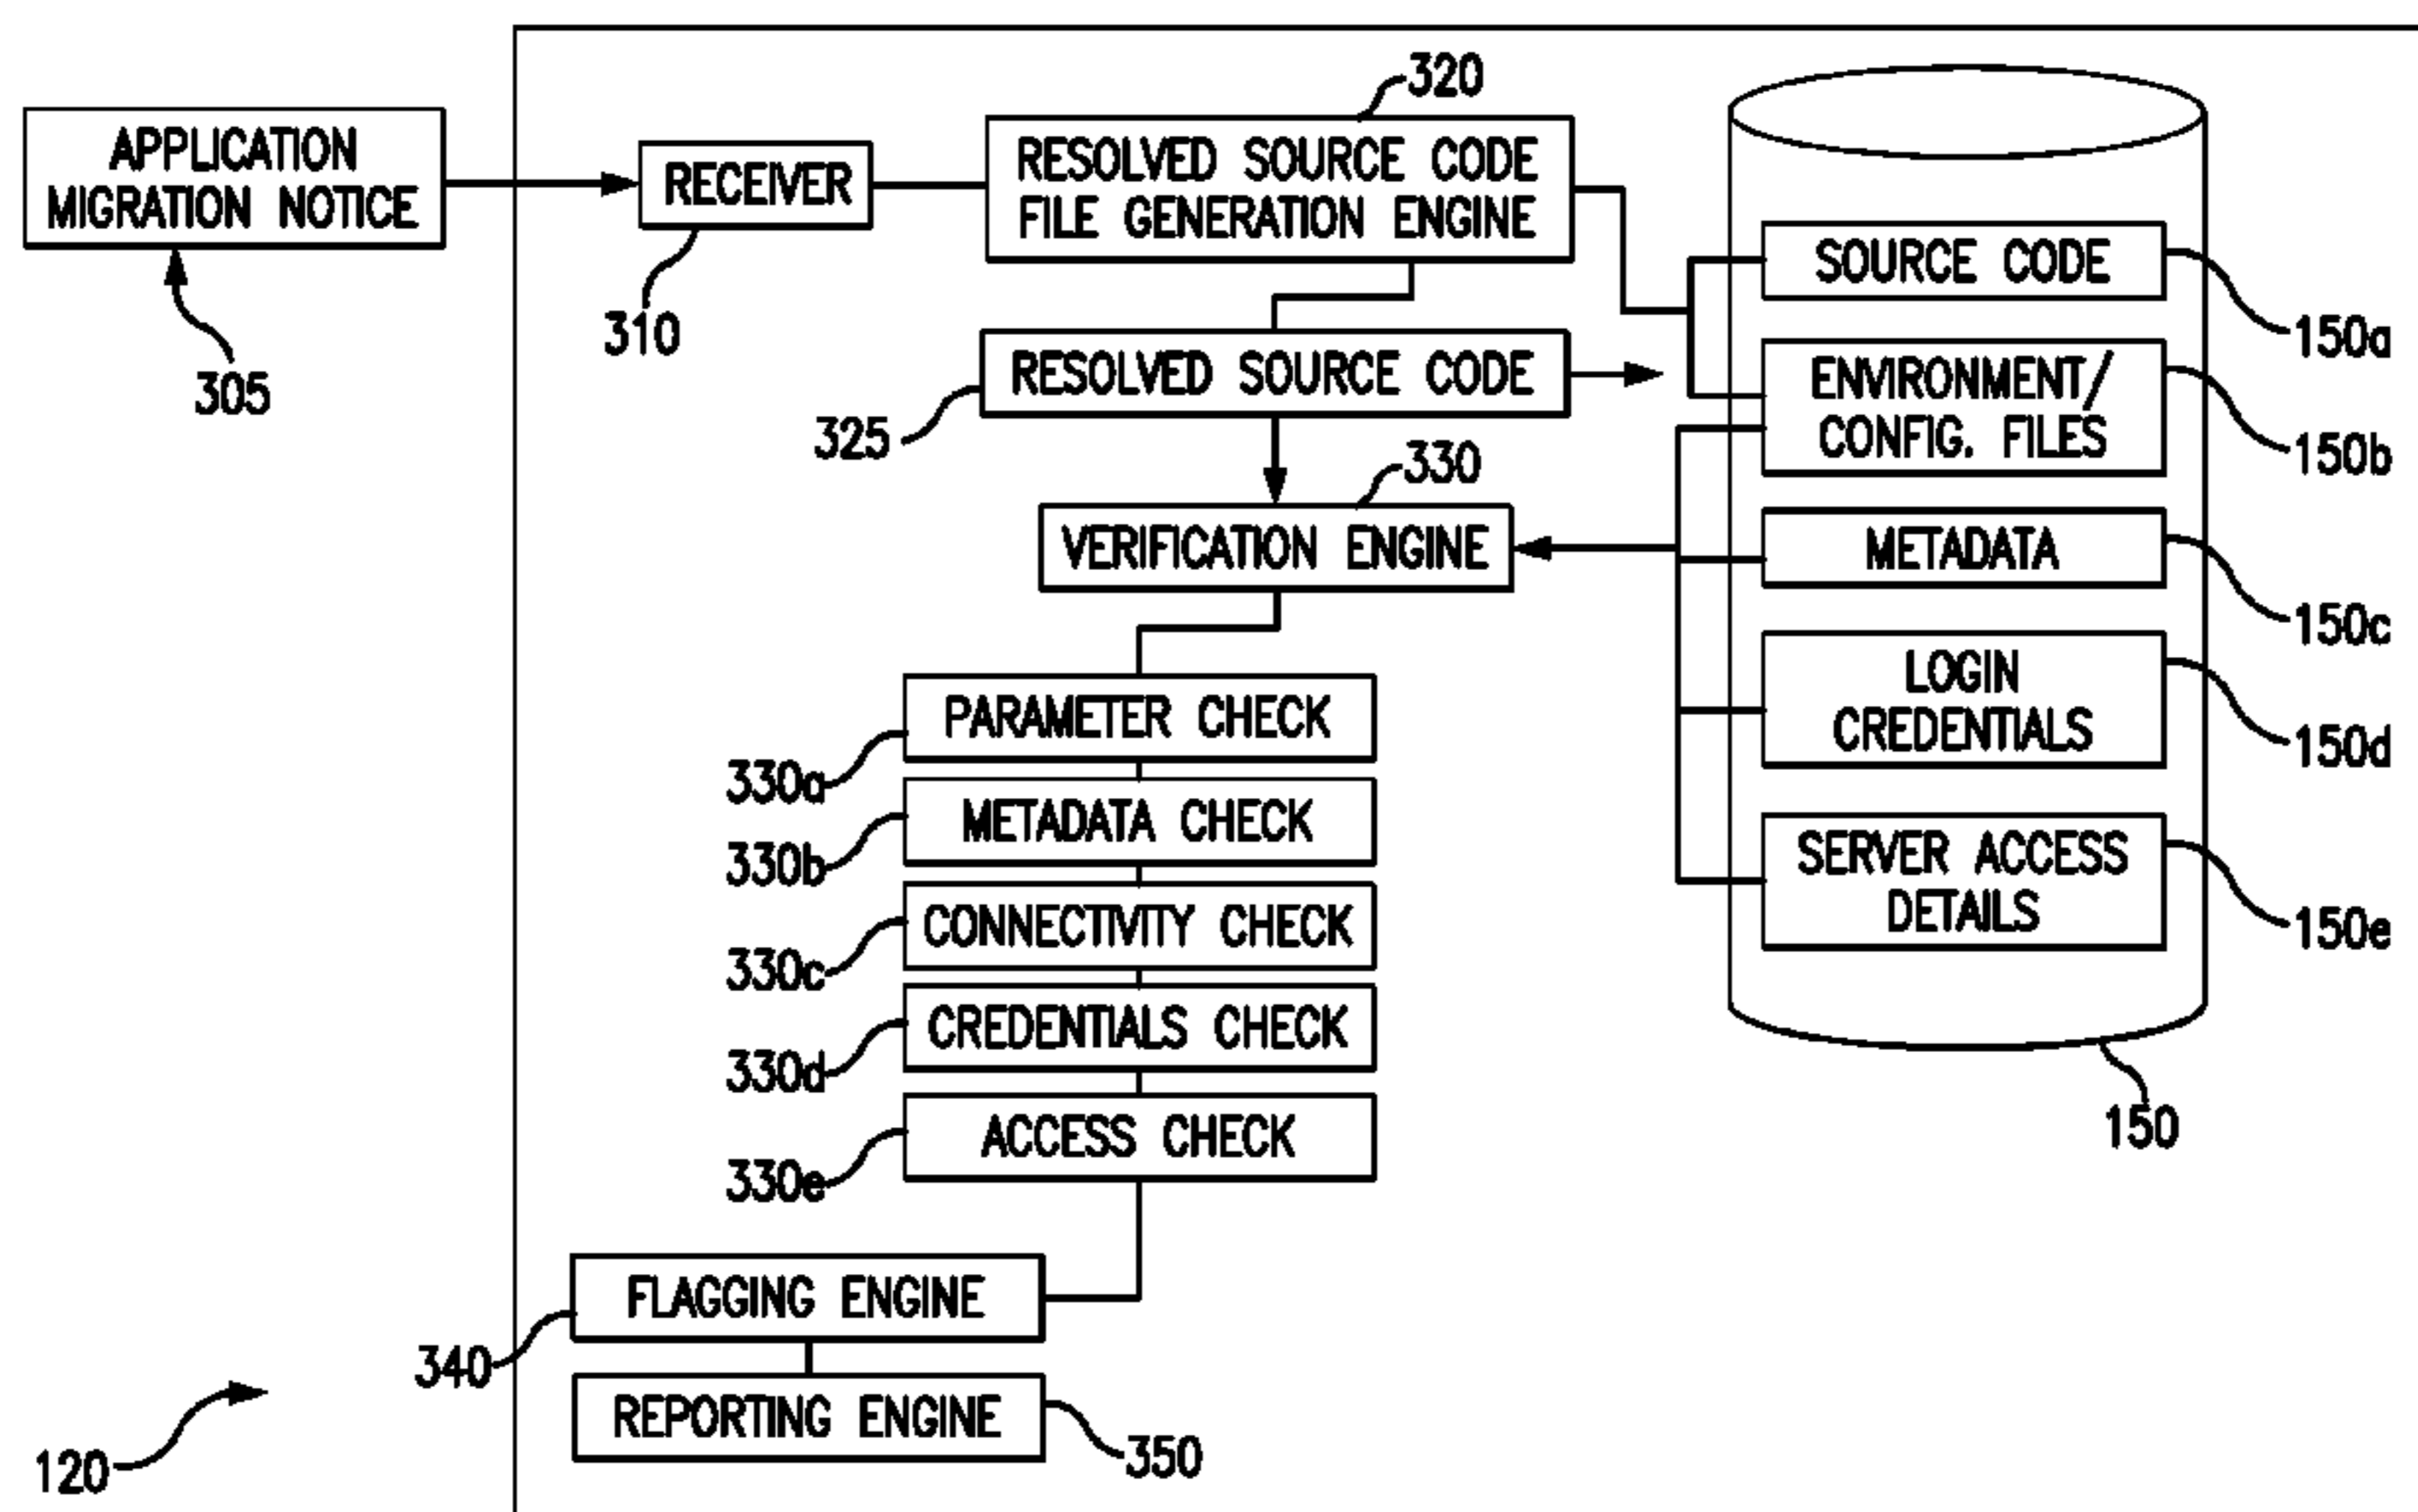 320
APPLICATION
MIGRATION NOTICE
RECEIVER
RESOLVED SOURCE CODE
FILE GENERATION ENGINE
SOURCE CODE
310
150a
305
RESOLVED SOURCE CODE
ENVIRONMENT/
CONFIG. FILES
325
330
150b
VERIFICATION ENGINE
METADATA
150c
LOGIN
CREDENTIALS
PARAMETER CHECK
150d
330a
METADATA CHECK
330b
SERVER ACCESS
DETAILS
CONNECTIVITY CHECK
150e
330c
CREDENTIALS CHECK
330d
150
ACCESS CHECK
330e
FLAGGING ENGINE
340
REPORTING ENGINE
350
120